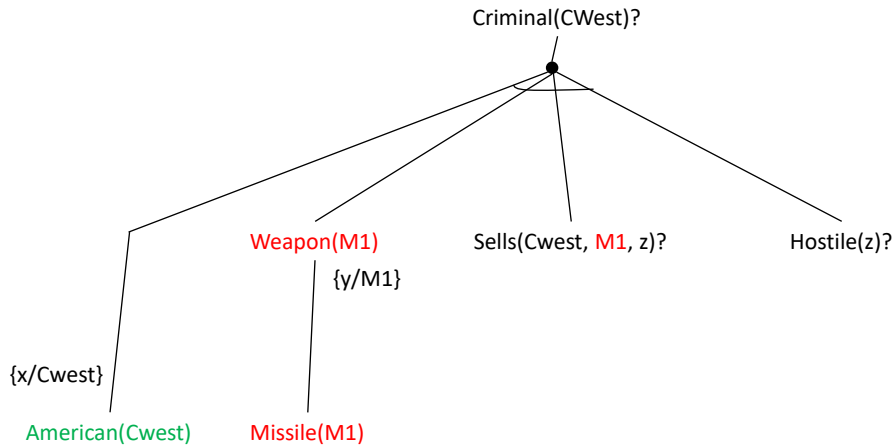 Criminal(CWest)?
Weapon(M1)
Sells(Cwest, M1, z)?
Hostile(z)?
{y/M1}
{x/Cwest}
American(Cwest)
Missile(M1)